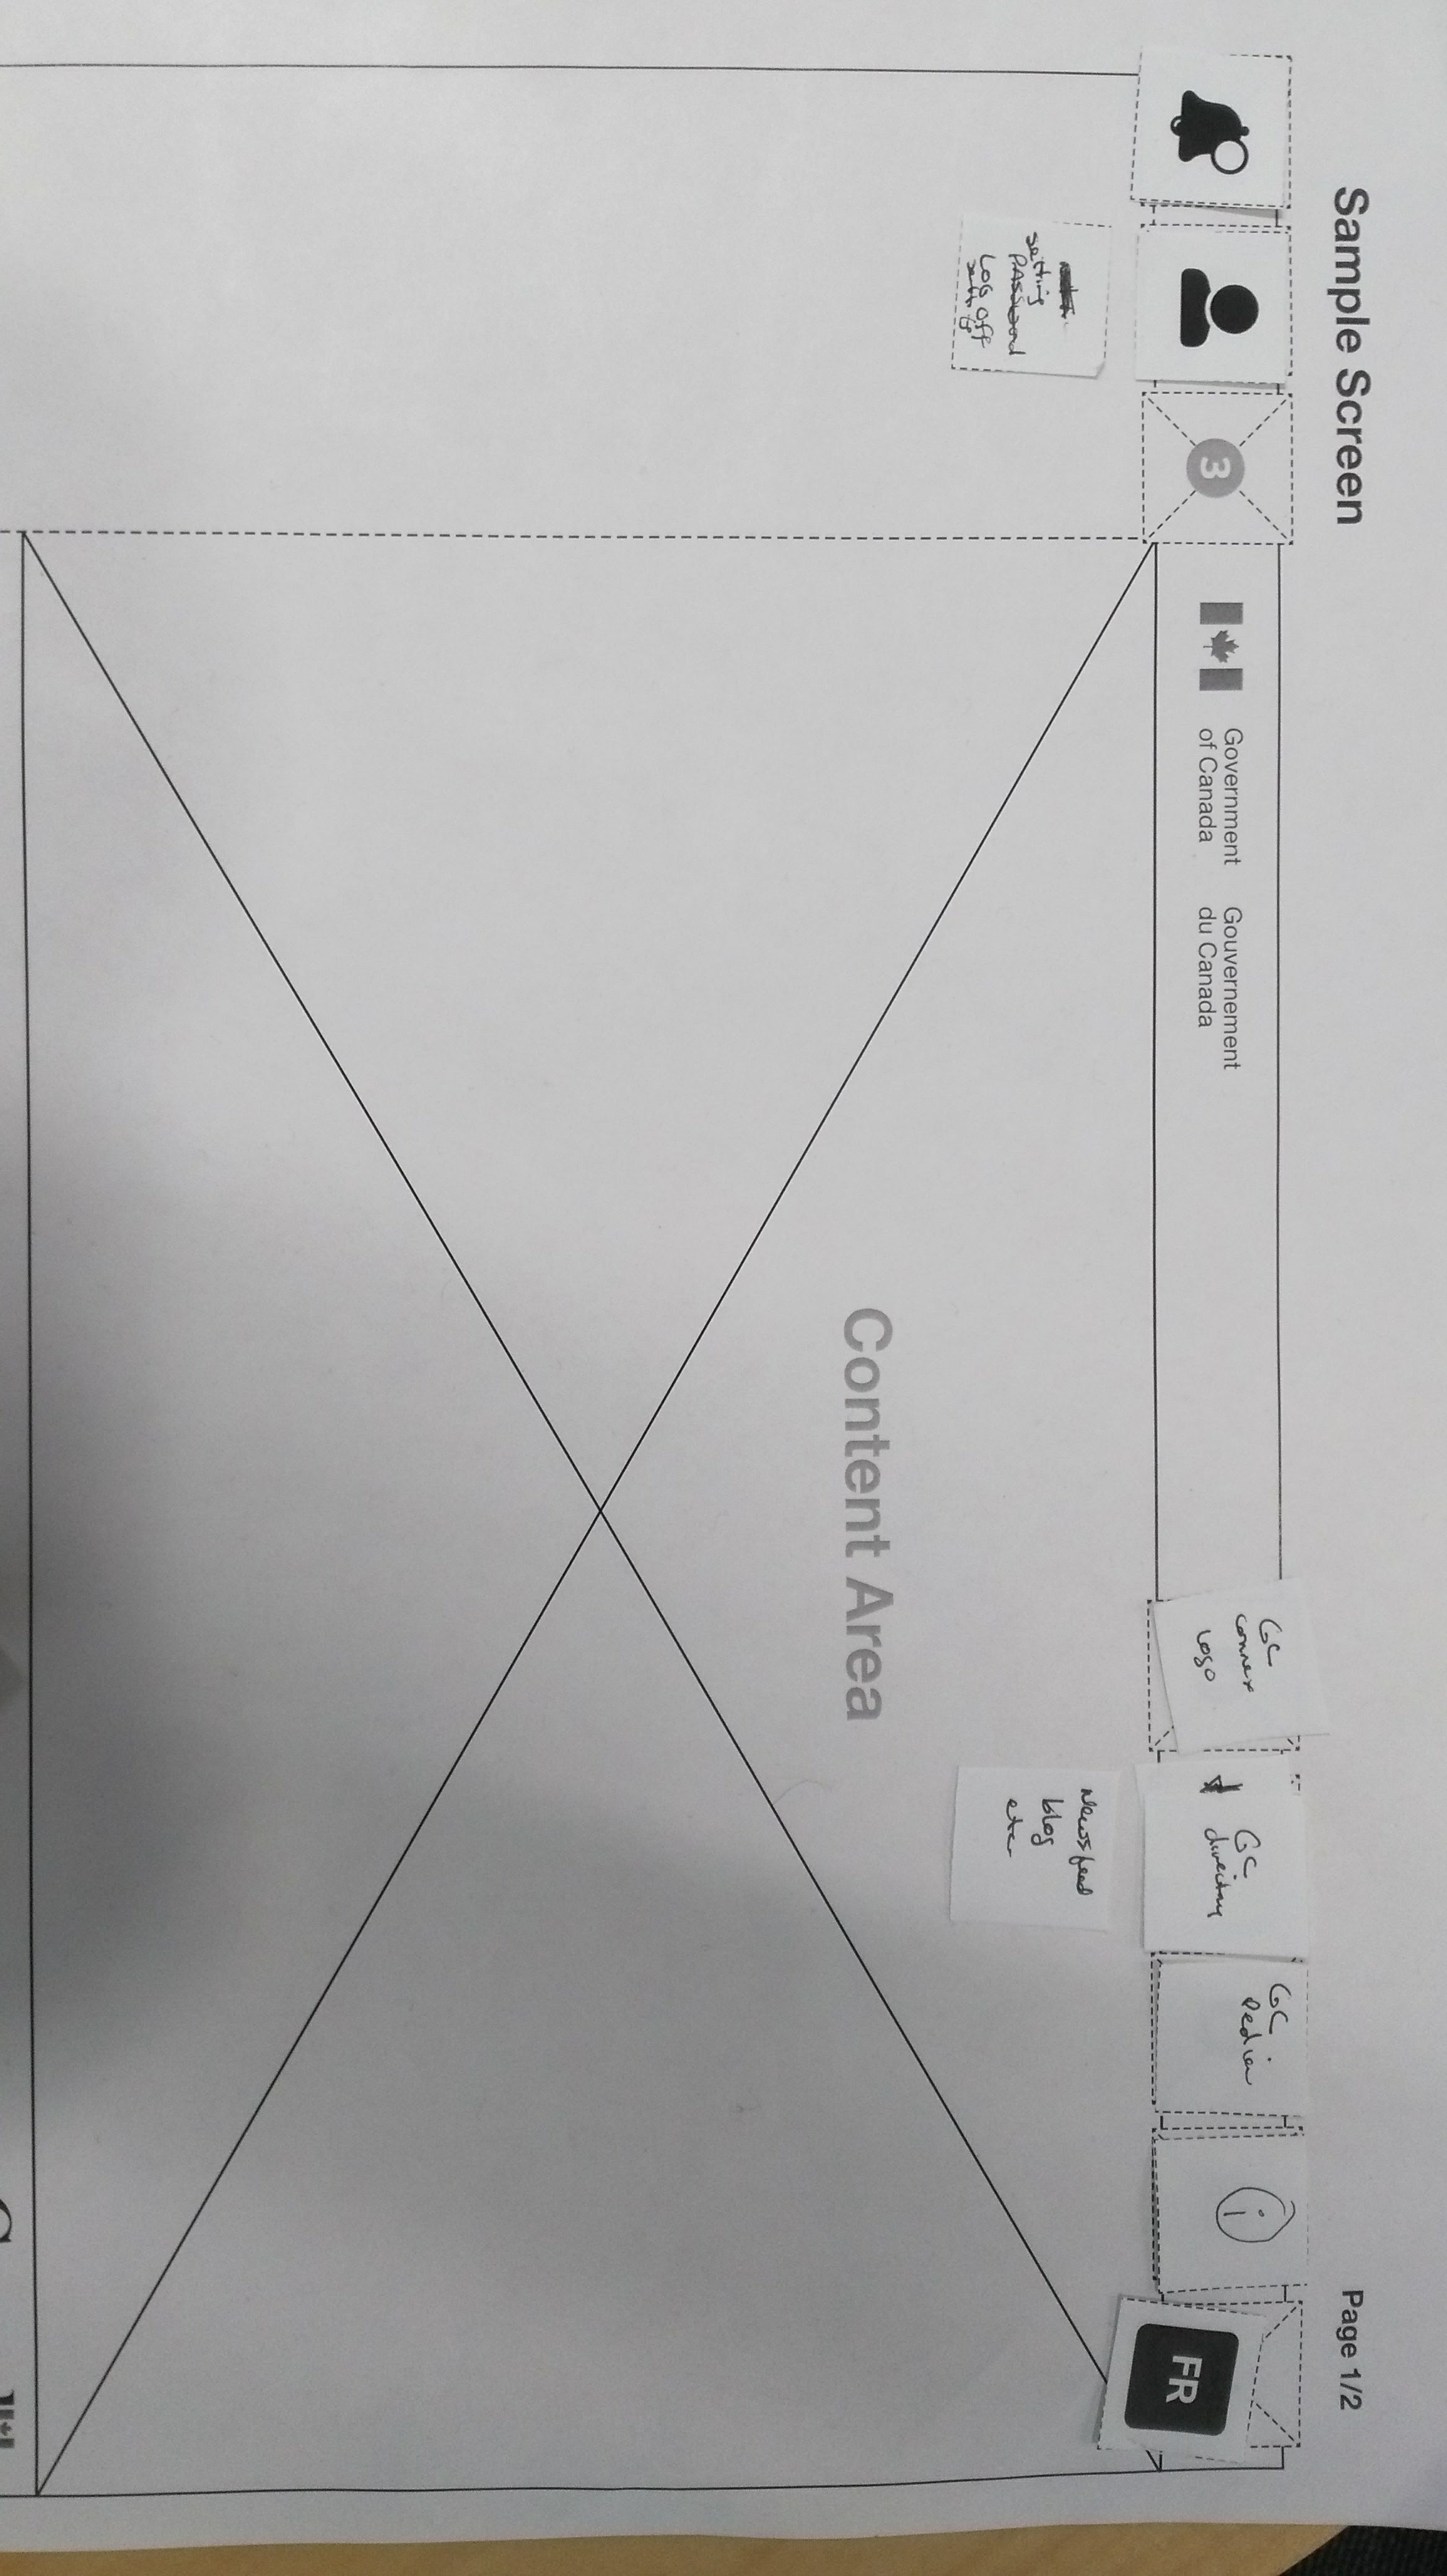 Sample Screen
Page 1/2
3
Government
of Canada
Gouvernement
du Canada
GC
connex
logo
GC
directory
GC
Pedia
i
FR
setting
PAssword
LOG off
Newsfeed
blog
etc
Content Area